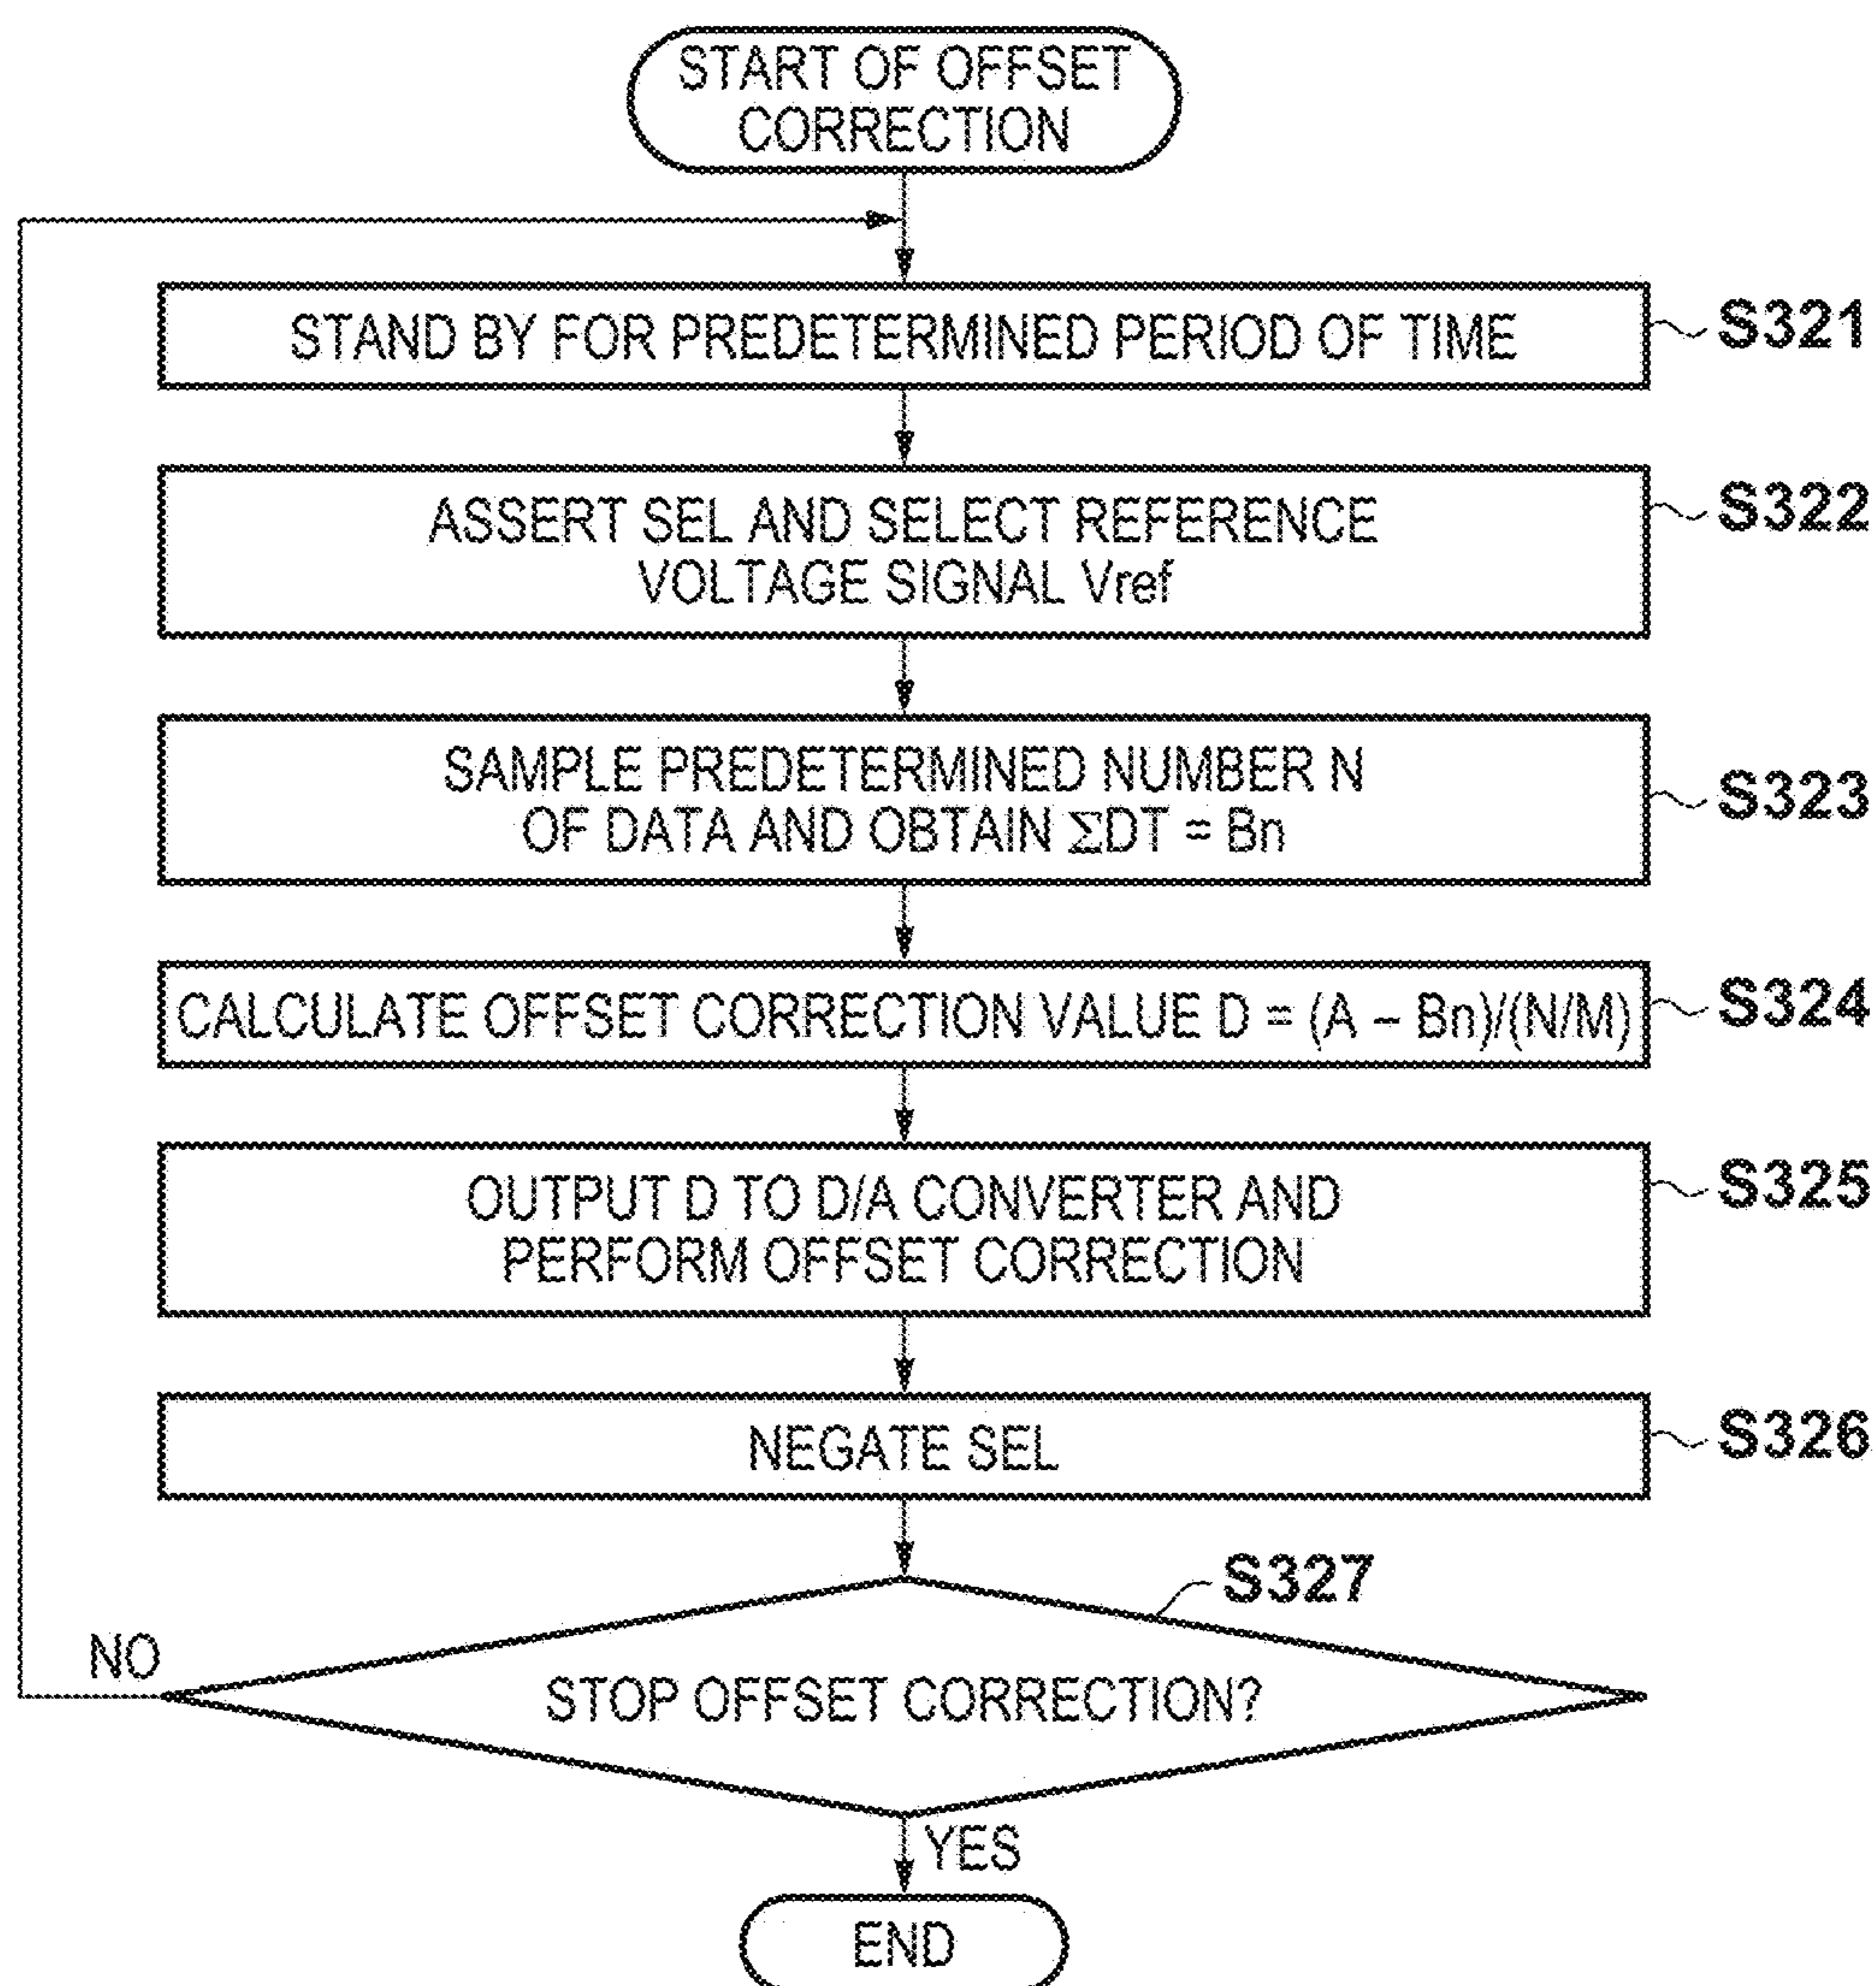 START OF OFFSET
CORRECTION
STAND BY FOR PREDETERMINED PERIOD OF TIME
S321
ASSERT SEL AND SELECT REFERENCE
VOLTAGE SIGNAL Vref
S322
SAMPLE PREDETERMINED NUMBER N
OF DATA AND OBTAIN ΣDT = Bn
S323
CALCULATE OFFSET CORRECTION VALUE D = (A – Bn)/(N/M)
S324
OUTPUT D TO D/A CONVERTER AND
PERFORM OFFSET CORRECTION
S325
NEGATE SEL
S326
S327
NO
STOP OFFSET CORRECTION?
YES
END